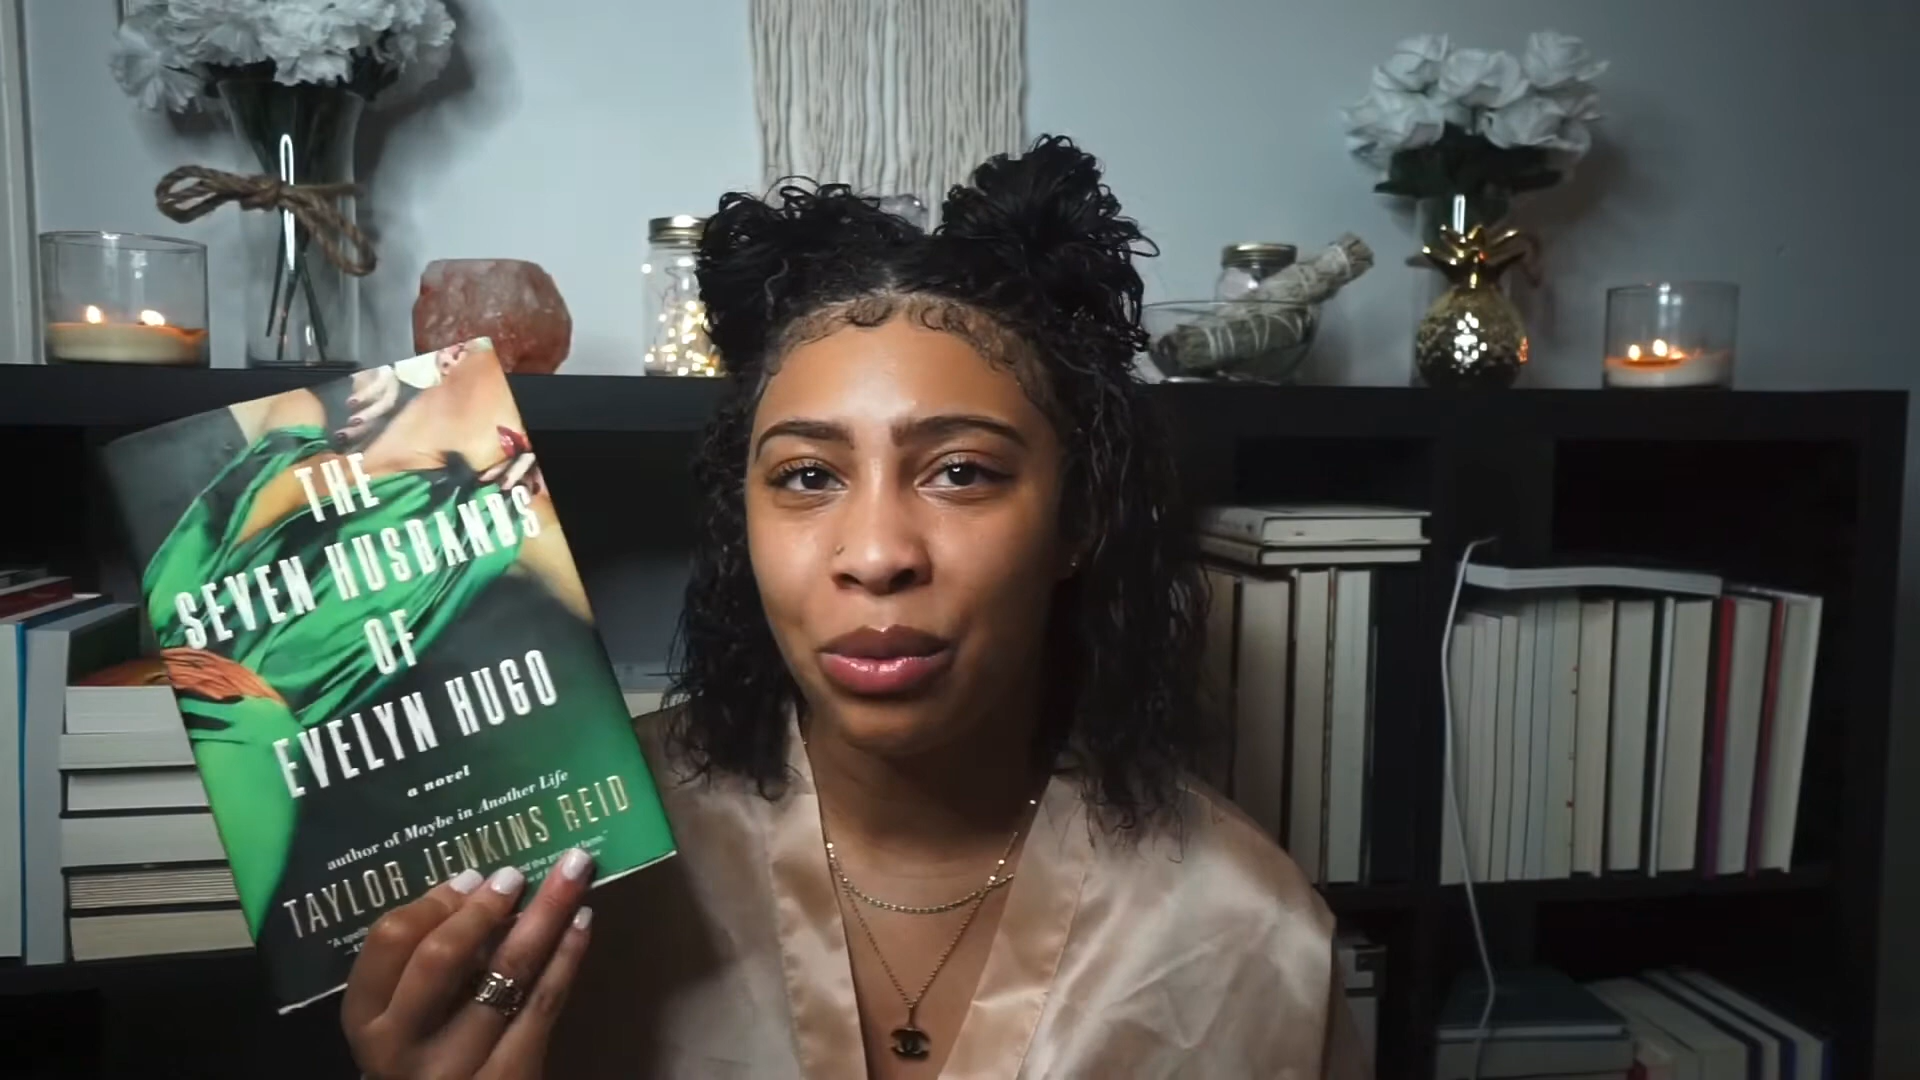 THE
SEVEN HUSBANDS
OF
EVELYN HUGO
a novel
author of Maybe in Another Life
TAYLOR JENKINS REID